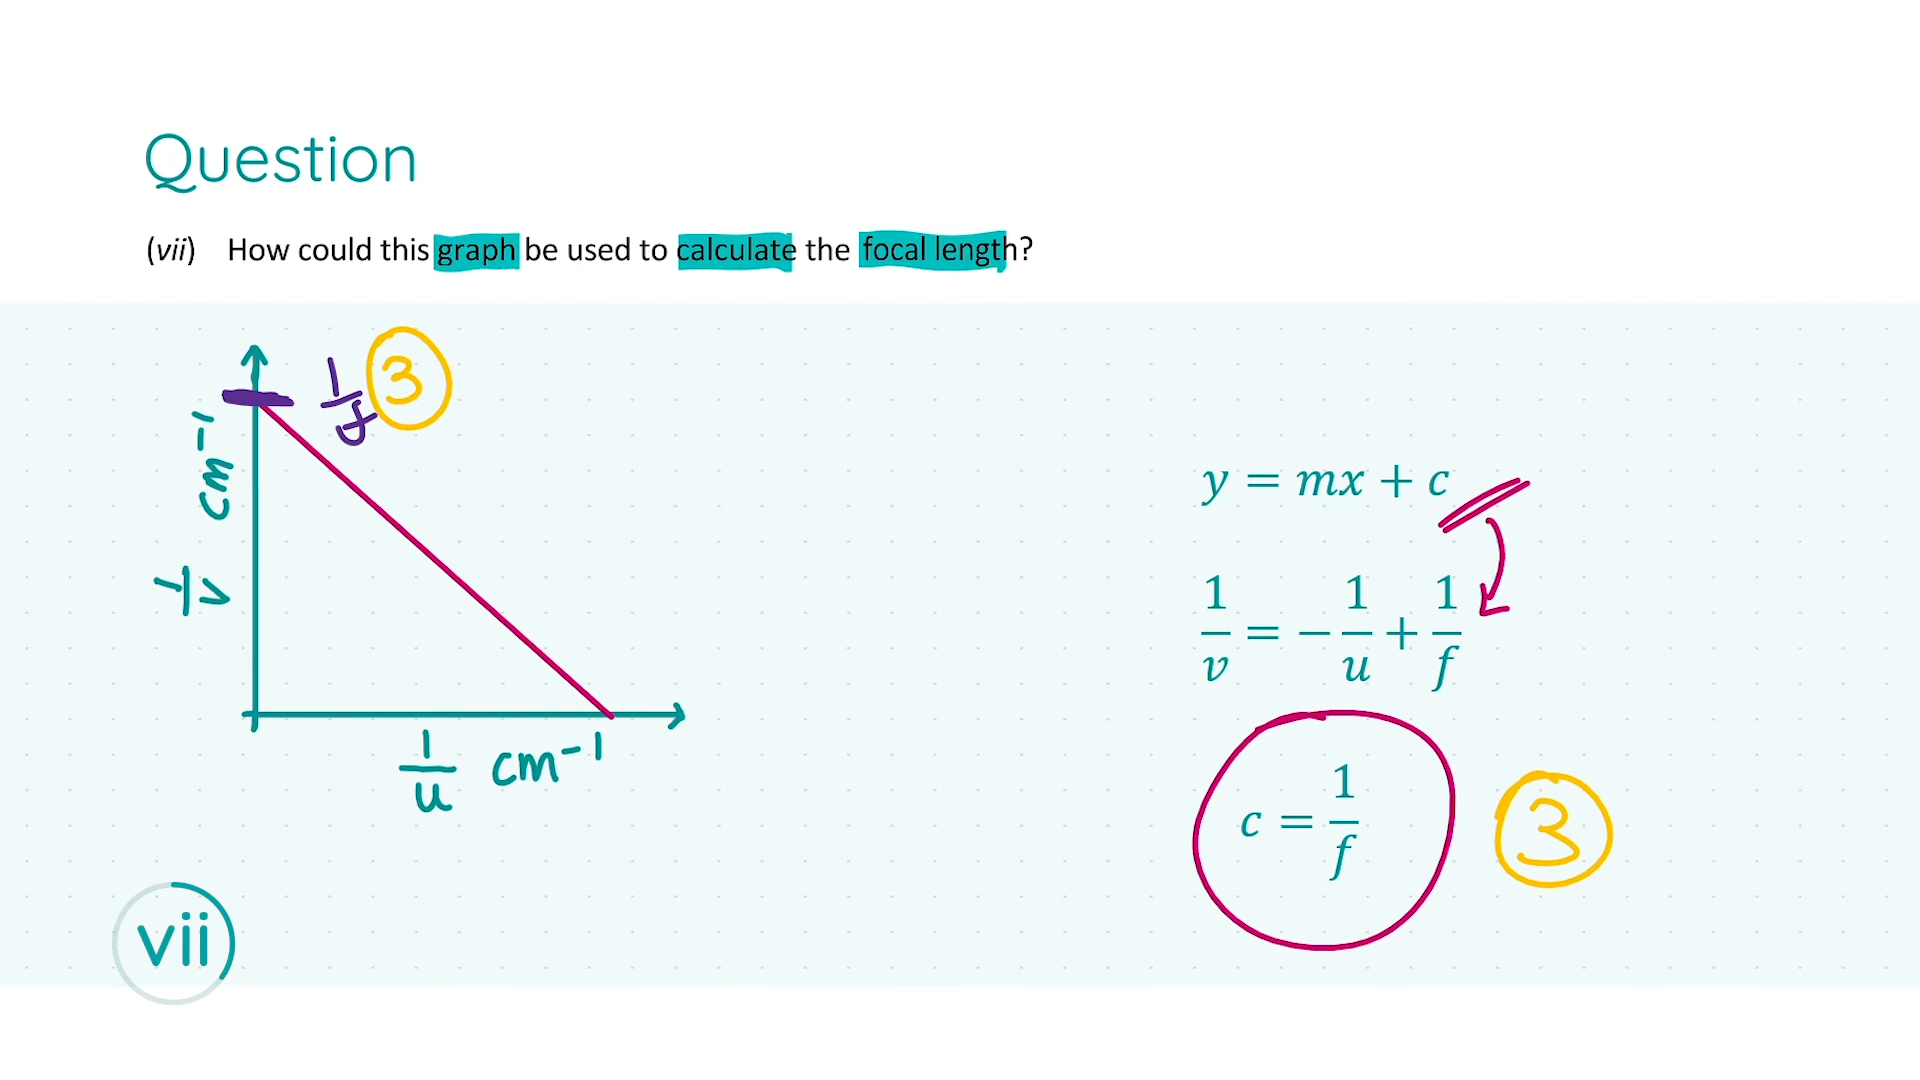 Question
(vii) How could this graph be used to calculate the focal length?
1/f 3
1/v cm⁻¹
1/u cm⁻¹
y = mx + c
1/v = − 1/u + 1/f
c = 1/f
3
vii